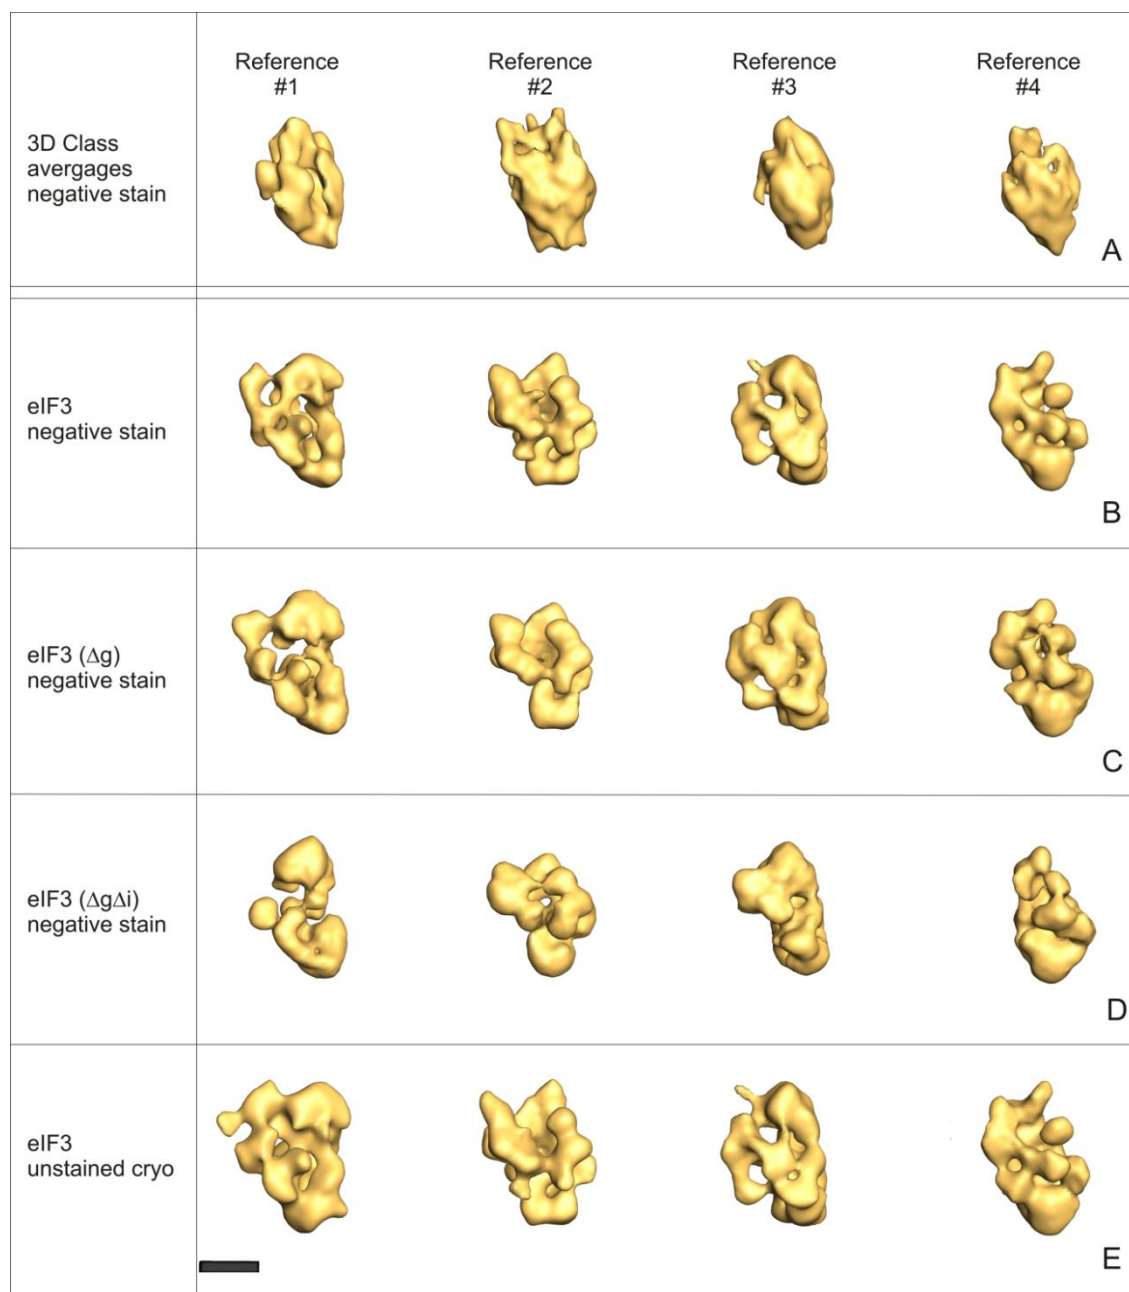 Reference
#1
Reference
#2
Reference
#3
Reference
#4
3D Class
avergages
negative stain
A
eIF3
negative stain
B
eIF3 (Δg)
negative stain
C
eIF3 (ΔgΔi)
negative stain
D
eIF3
unstained cryo
E